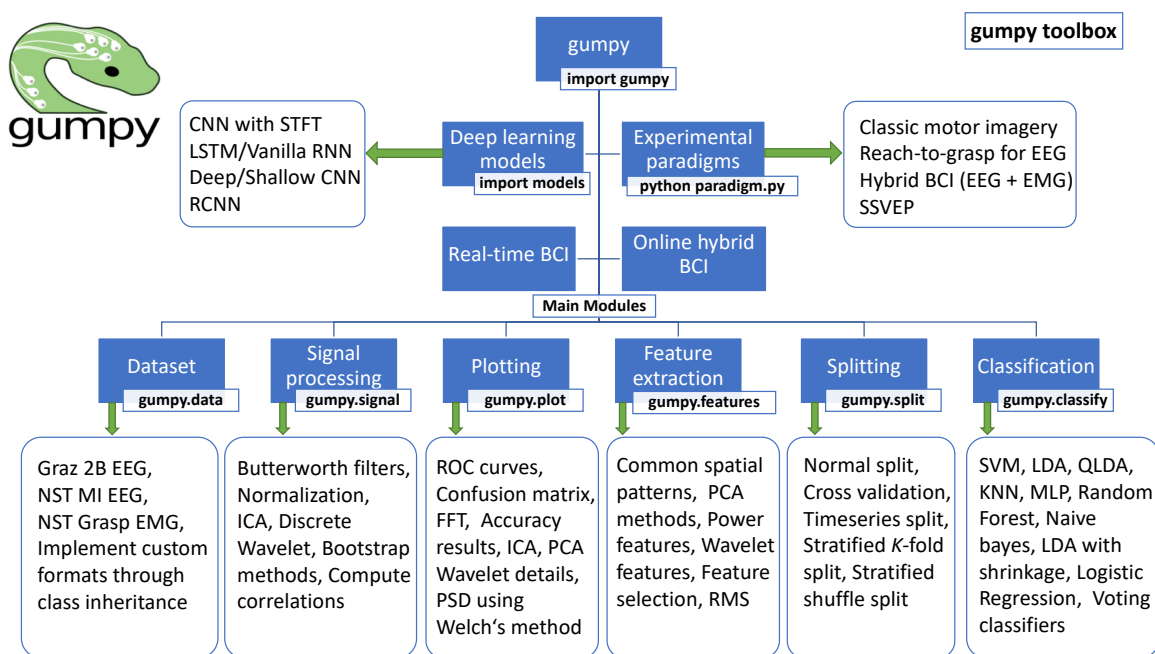 gumpy
gumpy
import gumpy
gumpy toolbox
CNN with STFT
LSTM/Vanilla RNN
Deep/Shallow CNN
RCNN
Deep learning
models
import models
Experimental
paradigms
python paradigm.py
Classic motor imagery
Reach-to-grasp for EEG
Hybrid BCI (EEG + EMG)
SSVEP
Real-time BCI
Online hybrid
BCI
Main Modules
Dataset
gumpy.data
Signal
processing
gumpy.signal
Plotting
gumpy.plot
Feature
extraction
gumpy.features
Splitting
gumpy.split
Classification
gumpy.classify
Graz 2B EEG,
NST MI EEG,
NST Grasp EMG,
Implement custom
formats through
class inheritance
Butterworth filters,
Normalization,
ICA, Discrete
Wavelet, Bootstrap
methods, Compute
correlations
ROC curves,
Confusion matrix,
FFT, Accuracy
results, ICA, PCA
Wavelet details,
PSD using
Welch‘s method
Common spatial
patterns, PCA
methods, Power
features, Wavelet
features, Feature
selection, RMS
Normal split,
Cross validation,
Timeseries split,
Stratified K-fold
split, Stratified
shuffle split
SVM, LDA, QLDA,
KNN, MLP, Random
Forest, Naive
bayes, LDA with
shrinkage, Logistic
Regression, Voting
classifiers